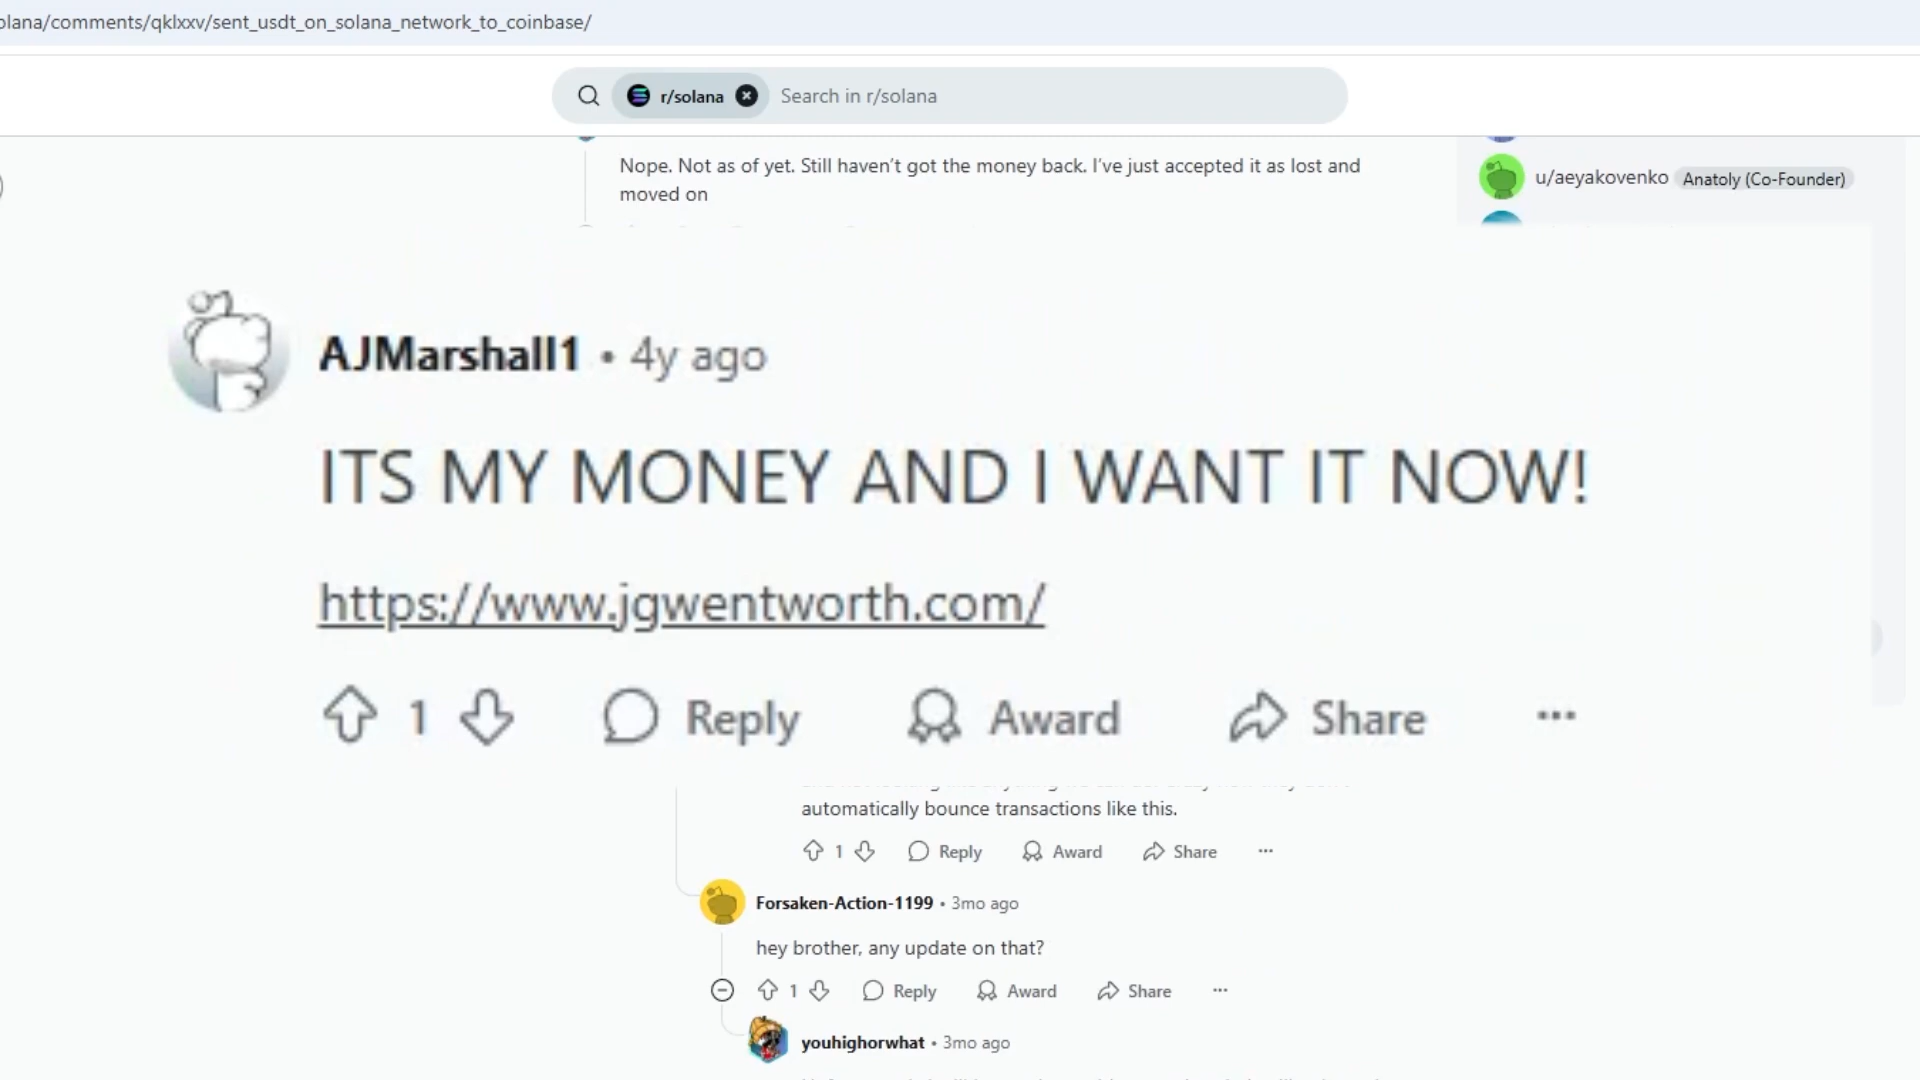 olana/comments/qklxxv/sent_usdt_on_solana_network_to_coinbase/
r/solana Search in r/solana
Nope. Not as of yet. Still haven't got the money back. I've just accepted it as lost and
moved on
u/aeyakovenko Anatoly (Co-Founder)
AJMarshall1 • 4y ago
ITS MY MONEY AND I WANT IT NOW!
https://www.jgwentworth.com/
1 Reply Award Share ...
automatically bounce transactions like this.
1 Reply Award Share ...
Forsaken-Action-1199 • 3mo ago
hey brother, any update on that?
1 Reply Award Share ...
youhighorwhat • 3mo ago